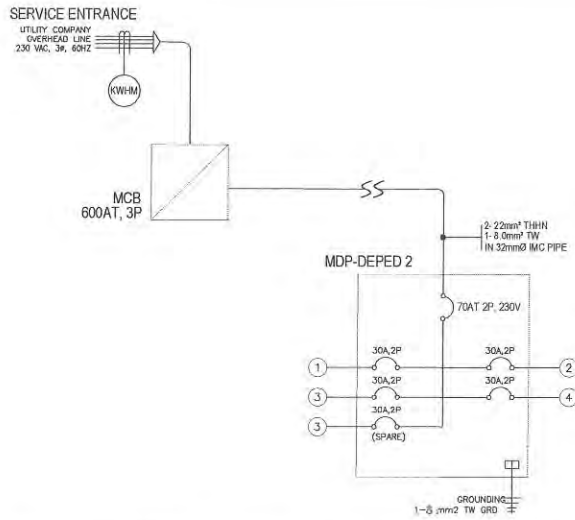 SERVICE ENTRANCE
UTILITY COMPANY
OVERHEAD LINE
230 VAC, 3ø, 60HZ
KWHM
MCB
600AT, 3P
2- 22mm² THHN
1- 8.0mm² TW
IN 32mmØ IMC PIPE
MDP-DEPED 2
70AT 2P, 230V
30A,2P 30A,2P
1 2
30A,2P 30A,2P
3 4
30A,2P
3
(SPARE)
GROUNDING
1-8 mm2 TW GRD